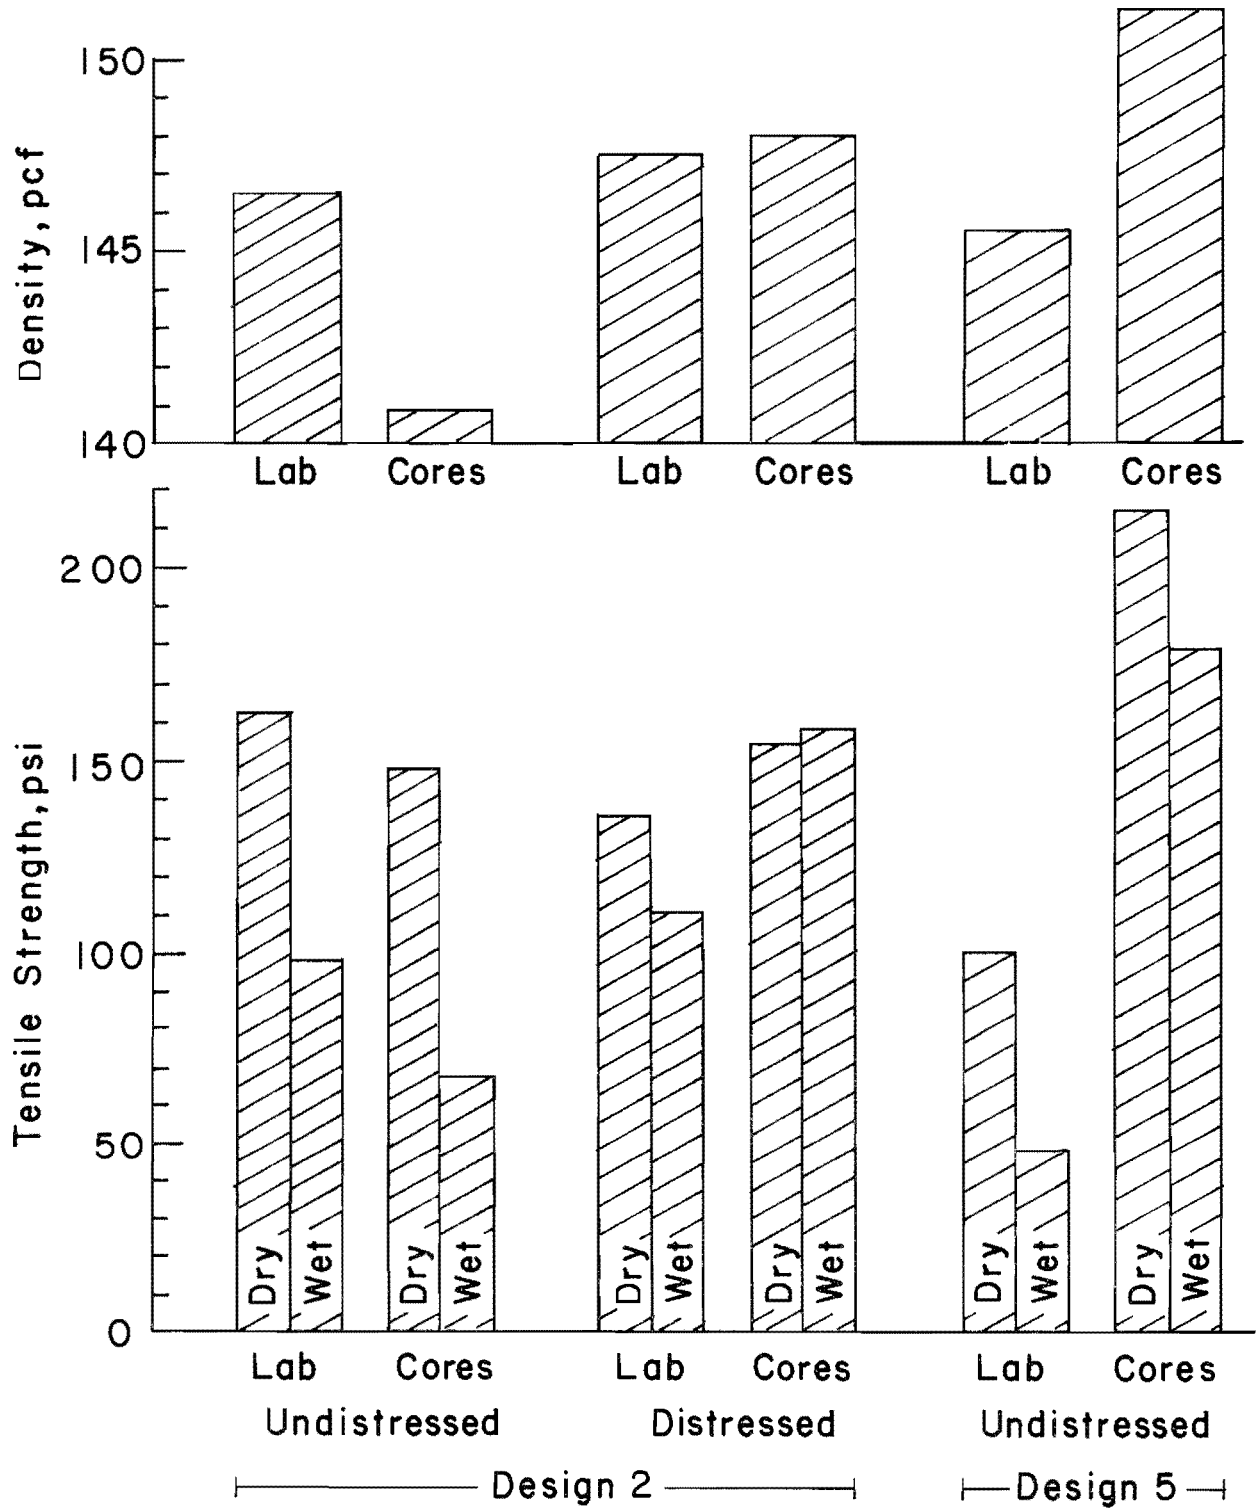 Density, pcf
150
145
140
Lab Cores Lab Cores Lab Cores
Tensile Strength, psi
200
150
100
50
0
Dry Wet Dry Wet Dry Wet Dry Wet Dry Wet Dry Wet
Lab Cores Lab Cores Lab Cores
Undistressed Distressed Undistressed
Design 2 Design 5